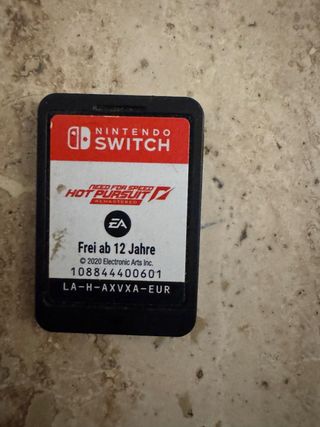 NINTENDO
SWITCH
NEED FOR SPEED
HOT PURSUIT
REMASTERED
EA
Frei ab 12 Jahre
© 2020 Electronic Arts Inc.
108844400601
LA-H-AXVXA-EUR